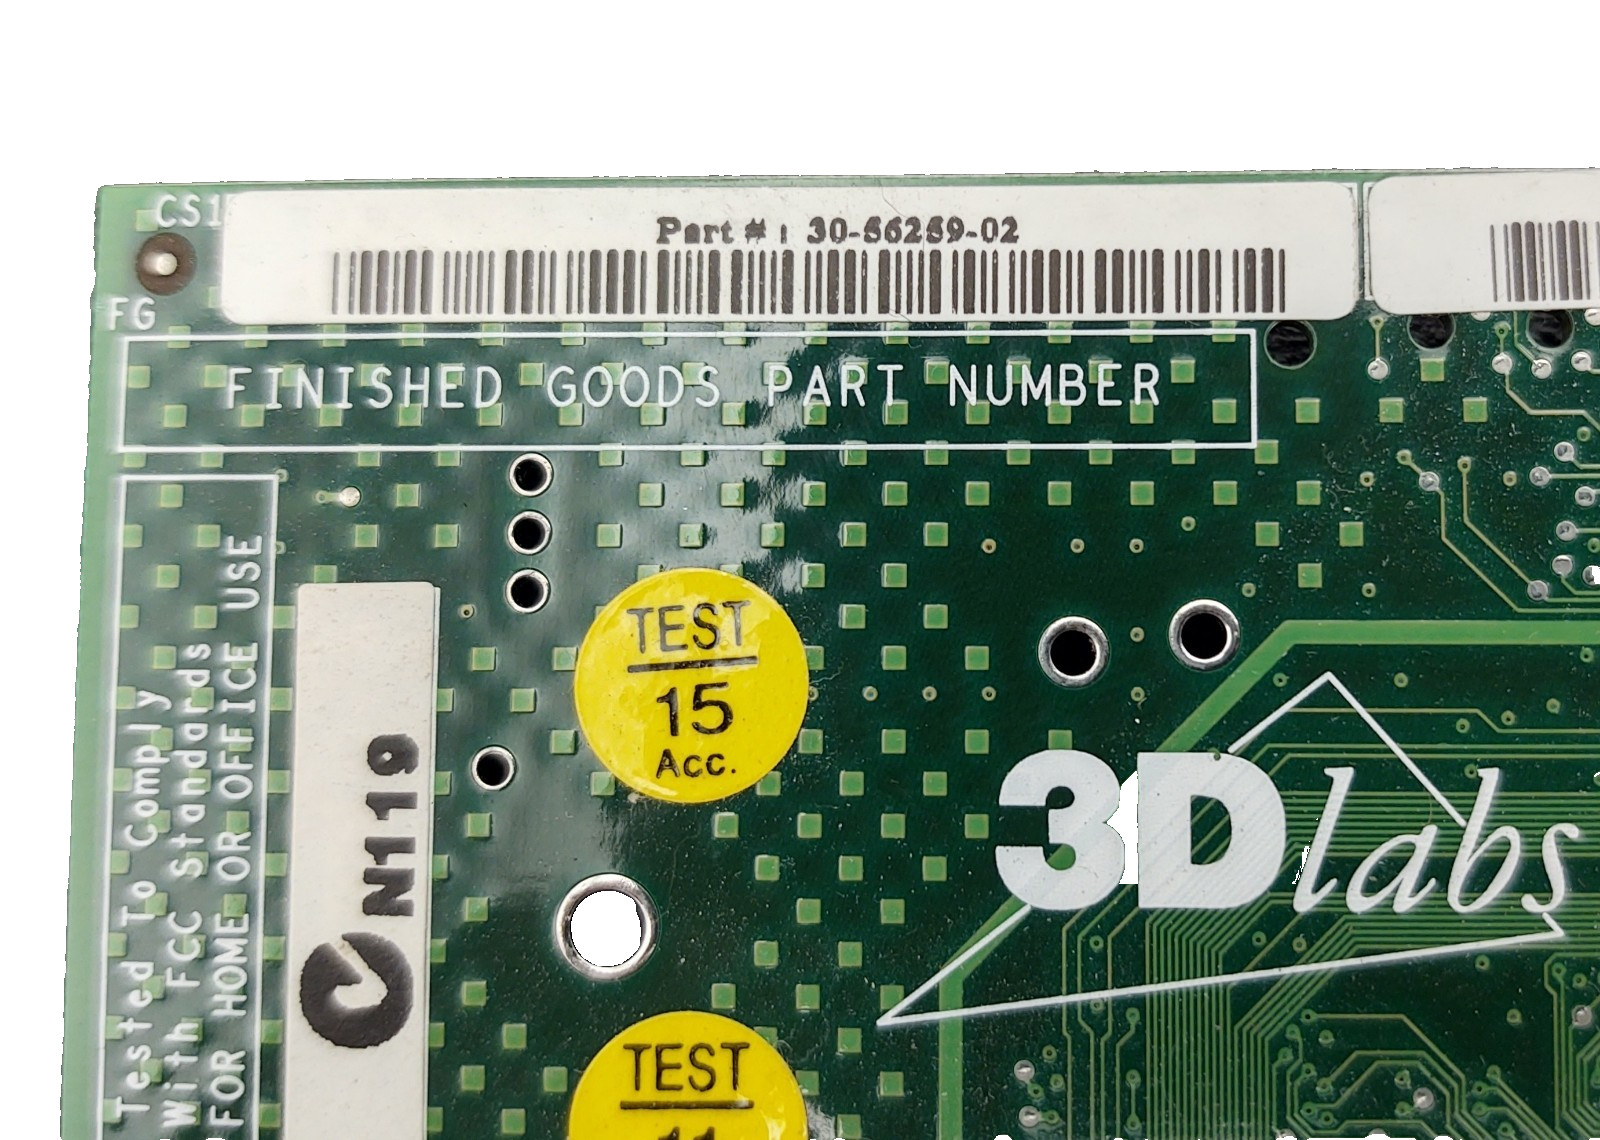 CS1
Part # : 30-56259-02
FG
FINISHED GOODS PART NUMBER
Tested To Comply
With FCC Standards
FOR HOME OR OFFICE USE
N119
TEST
15
Acc.
3Dlabs
TEST
11